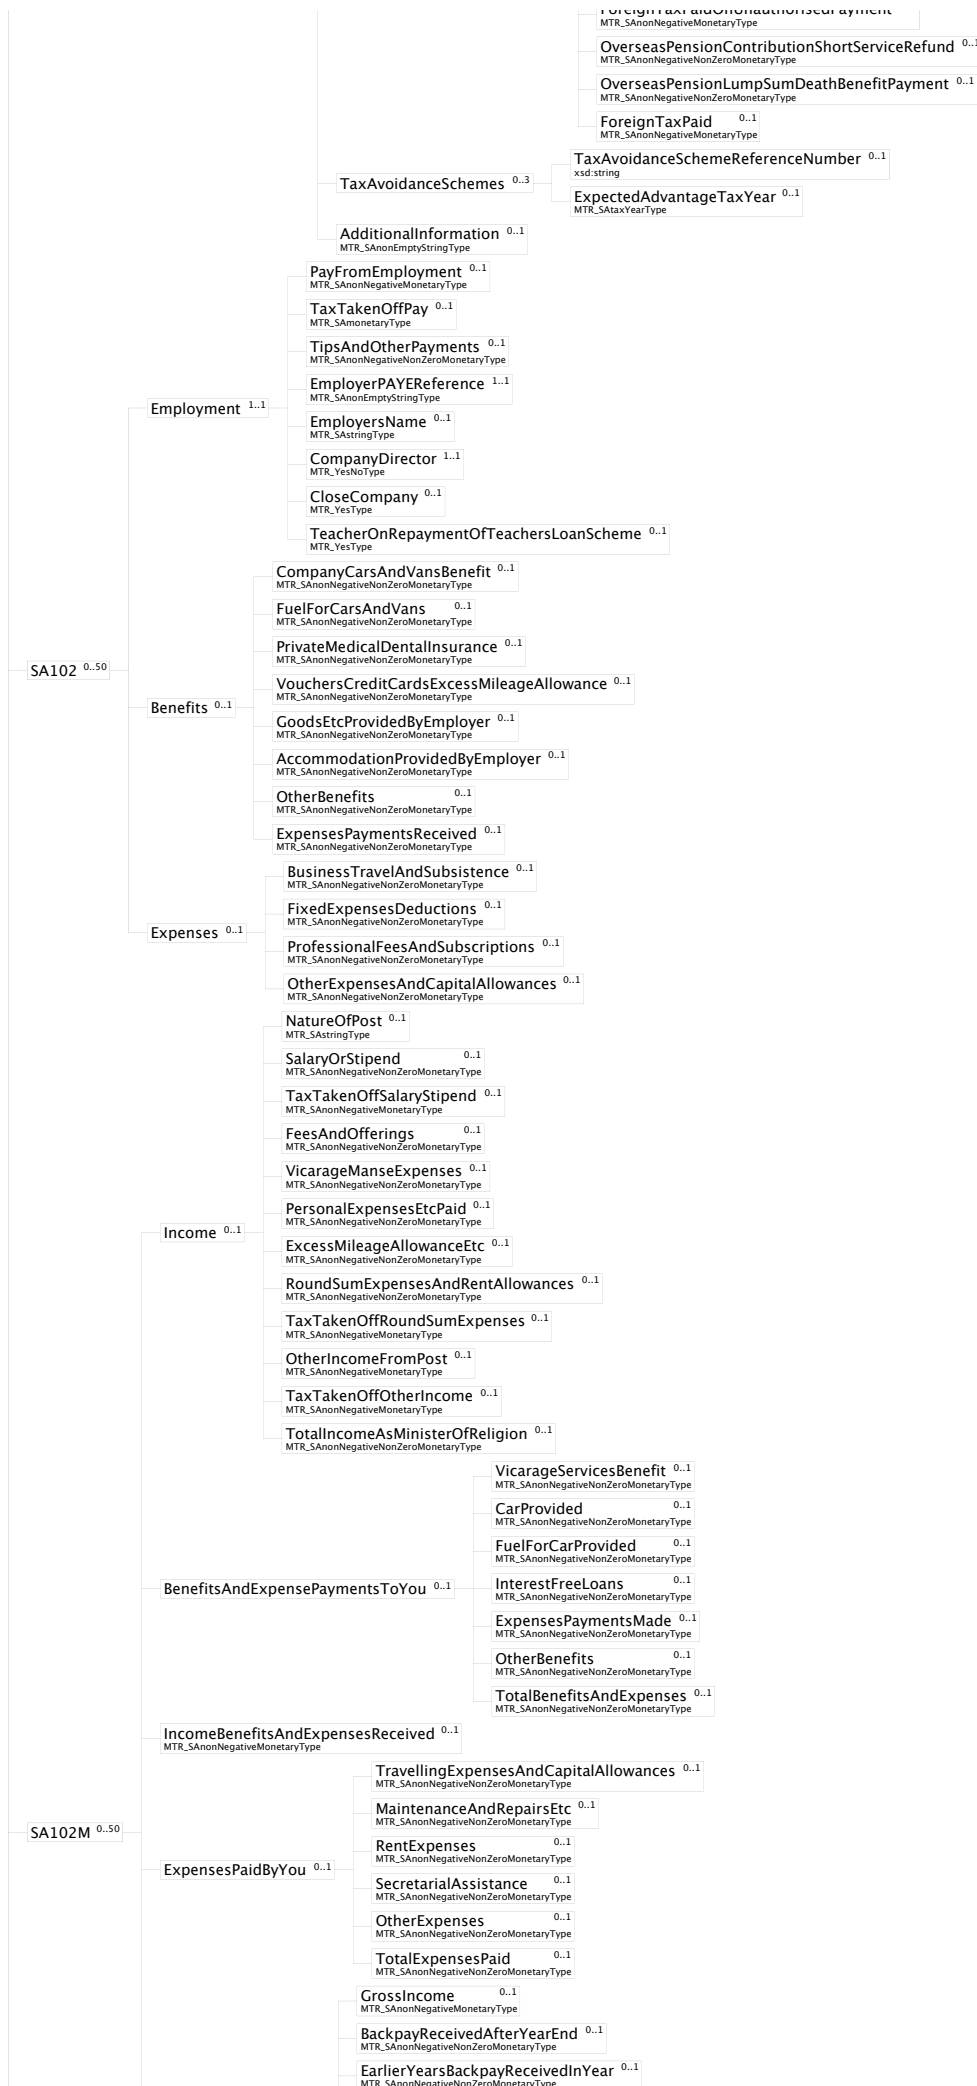 ForeignTaxPaidOnUnauthorisedPayment
MTR_SAnonNegativeMonetaryType
OverseasPensionContributionShortServiceRefund 0..1
MTR_SAnonNegativeNonZeroMonetaryType
OverseasPensionLumpSumDeathBenefitPayment 0..1
MTR_SAnonNegativeNonZeroMonetaryType
ForeignTaxPaid 0..1
MTR_SAnonNegativeMonetaryType
TaxAvoidanceSchemes 0..3
TaxAvoidanceSchemeReferenceNumber 0..1
xsd:string
ExpectedAdvantageTaxYear 0..1
MTR_SAtaxYearType
AdditionalInformation 0..1
MTR_SAnonEmptyStringType
SA102 0..50
Employment 1..1
PayFromEmployment 0..1
MTR_SAnonNegativeMonetaryType
TaxTakenOffPay 0..1
MTR_SAmonetaryType
TipsAndOtherPayments 0..1
MTR_SAnonNegativeNonZeroMonetaryType
EmployerPAYEReference 1..1
MTR_SAnonEmptyStringType
EmployersName 0..1
MTR_SAstringType
CompanyDirector 1..1
MTR_YesNoType
CloseCompany 0..1
MTR_YesType
TeacherOnRepaymentOfTeachersLoanScheme 0..1
MTR_YesType
Benefits 0..1
CompanyCarsAndVansBenefit 0..1
MTR_SAnonNegativeNonZeroMonetaryType
FuelForCarsAndVans 0..1
MTR_SAnonNegativeNonZeroMonetaryType
PrivateMedicalDentalInsurance 0..1
MTR_SAnonNegativeNonZeroMonetaryType
VouchersCreditCardsExcessMileageAllowance 0..1
MTR_SAnonNegativeNonZeroMonetaryType
GoodsEtcProvidedByEmployer 0..1
MTR_SAnonNegativeNonZeroMonetaryType
AccommodationProvidedByEmployer 0..1
MTR_SAnonNegativeNonZeroMonetaryType
OtherBenefits 0..1
MTR_SAnonNegativeNonZeroMonetaryType
ExpensesPaymentsReceived 0..1
MTR_SAnonNegativeNonZeroMonetaryType
Expenses 0..1
BusinessTravelAndSubsistence 0..1
MTR_SAnonNegativeNonZeroMonetaryType
FixedExpensesDeductions 0..1
MTR_SAnonNegativeNonZeroMonetaryType
ProfessionalFeesAndSubscriptions 0..1
MTR_SAnonNegativeNonZeroMonetaryType
OtherExpensesAndCapitalAllowances 0..1
MTR_SAnonNegativeNonZeroMonetaryType
SA102M 0..50
Income 0..1
NatureOfPost 0..1
MTR_SAstringType
SalaryOrStipend 0..1
MTR_SAnonNegativeNonZeroMonetaryType
TaxTakenOffSalaryStipend 0..1
MTR_SAnonNegativeMonetaryType
FeesAndOfferings 0..1
MTR_SAnonNegativeNonZeroMonetaryType
VicarageManseExpenses 0..1
MTR_SAnonNegativeNonZeroMonetaryType
PersonalExpensesEtcPaid 0..1
MTR_SAnonNegativeNonZeroMonetaryType
ExcessMileageAllowanceEtc 0..1
MTR_SAnonNegativeNonZeroMonetaryType
RoundSumExpensesAndRentAllowances 0..1
MTR_SAnonNegativeNonZeroMonetaryType
TaxTakenOffRoundSumExpenses 0..1
MTR_SAnonNegativeMonetaryType
OtherIncomeFromPost 0..1
MTR_SAnonNegativeMonetaryType
TaxTakenOffOtherIncome 0..1
MTR_SAnonNegativeMonetaryType
TotalIncomeAsMinisterOfReligion 0..1
MTR_SAnonNegativeNonZeroMonetaryType
BenefitsAndExpensePaymentsToYou 0..1
VicarageServicesBenefit 0..1
MTR_SAnonNegativeNonZeroMonetaryType
CarProvided 0..1
MTR_SAnonNegativeNonZeroMonetaryType
FuelForCarProvided 0..1
MTR_SAnonNegativeNonZeroMonetaryType
InterestFreeLoans 0..1
MTR_SAnonNegativeNonZeroMonetaryType
ExpensesPaymentsMade 0..1
MTR_SAnonNegativeNonZeroMonetaryType
OtherBenefits 0..1
MTR_SAnonNegativeNonZeroMonetaryType
TotalBenefitsAndExpenses 0..1
MTR_SAnonNegativeNonZeroMonetaryType
IncomeBenefitsAndExpensesReceived 0..1
MTR_SAnonNegativeMonetaryType
ExpensesPaidByYou 0..1
TravellingExpensesAndCapitalAllowances 0..1
MTR_SAnonNegativeNonZeroMonetaryType
MaintenanceAndRepairsEtc 0..1
MTR_SAnonNegativeNonZeroMonetaryType
RentExpenses 0..1
MTR_SAnonNegativeNonZeroMonetaryType
SecretarialAssistance 0..1
MTR_SAnonNegativeNonZeroMonetaryType
OtherExpenses 0..1
MTR_SAnonNegativeNonZeroMonetaryType
TotalExpensesPaid 0..1
MTR_SAnonNegativeNonZeroMonetaryType
GrossIncome 0..1
MTR_SAnonNegativeMonetaryType
BackpayReceivedAfterYearEnd 0..1
MTR_SAnonNegativeNonZeroMonetaryType
EarlierYearsBackpayReceivedInYear 0..1
MTR_SAnonNegativeNonZeroMonetaryType